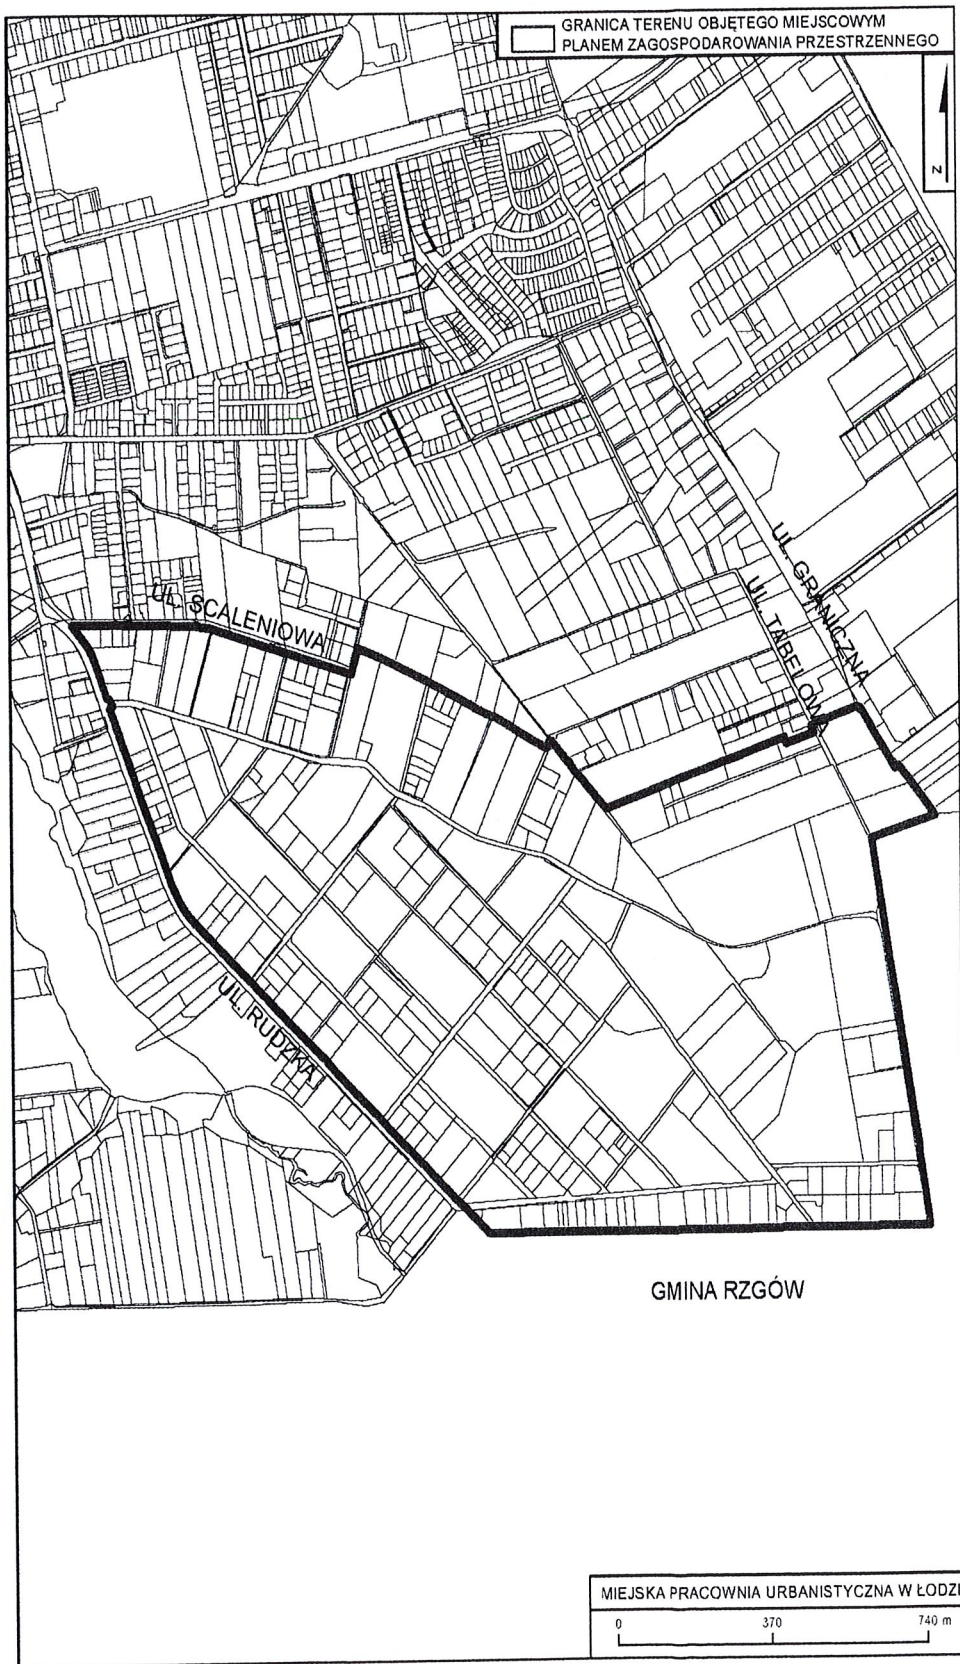 GRANICA TERENU OBJĘTEGO MIEJSCOWYM
PLANEM ZAGOSPODAROWANIA PRZESTRZENNEGO
N
UL. GRANICZNA
UL. TABELOWA
UL. SCALENIOWA
UL. RUDZKA
GMINA RZGÓW
MIEJSKA PRACOWNIA URBANISTYCZNA W ŁODZI
0 370 740 m